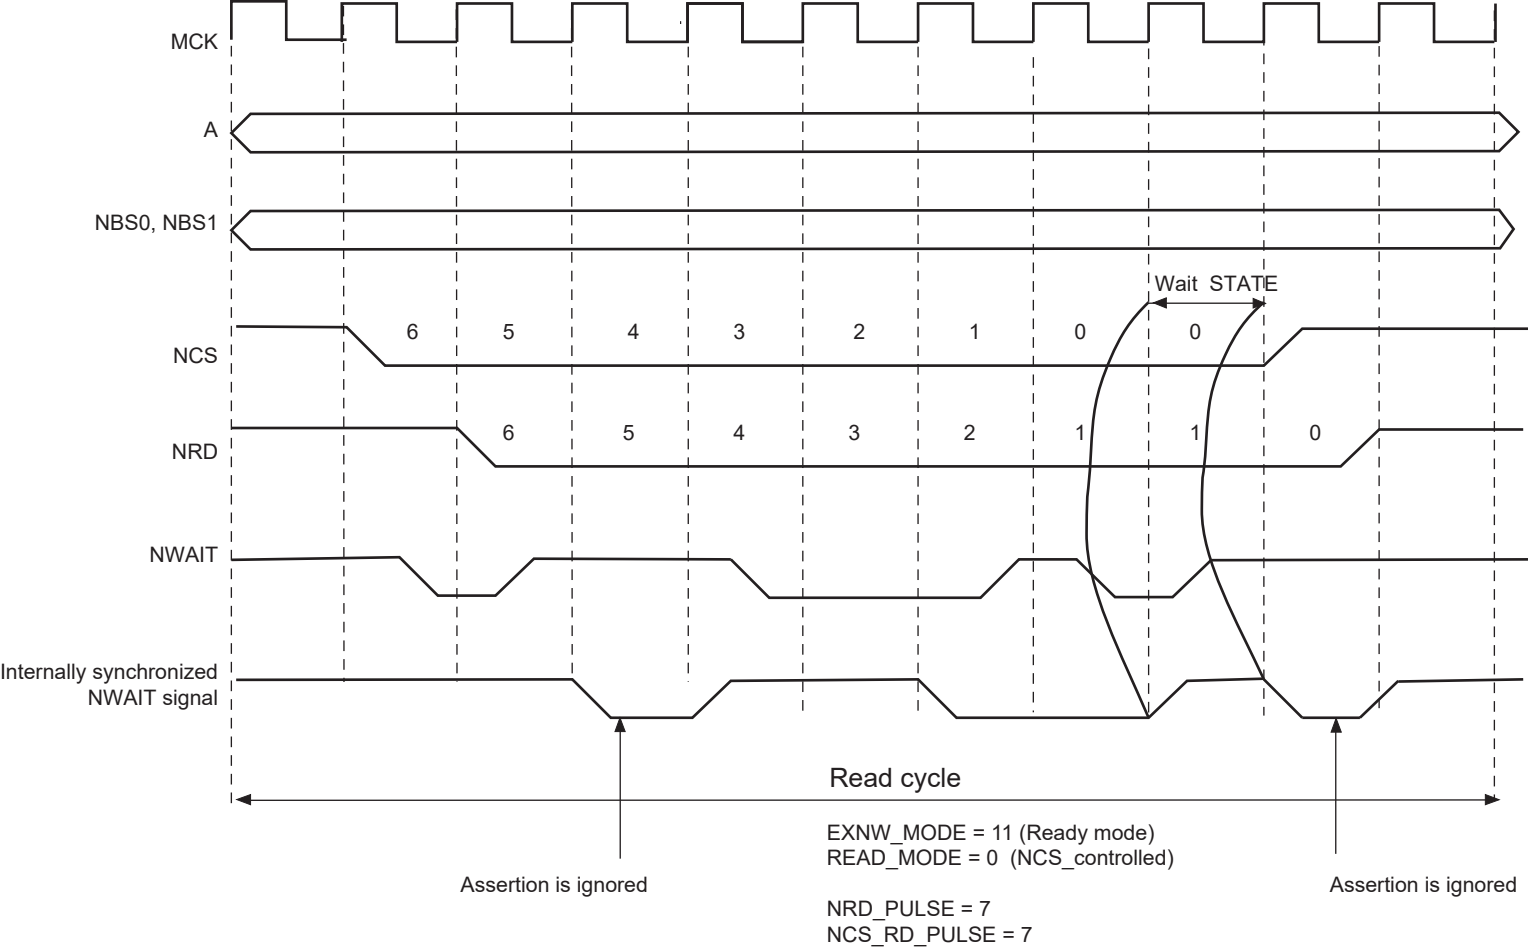 MCK
A
NBS0, NBS1
Wait STATE
NCS
6 5 4 3 2 1 0 0
NRD
6 5 4 3 2 1 1 0
NWAIT
Internally synchronized
NWAIT signal
Read cycle
EXNW_MODE = 11 (Ready mode)
READ_MODE = 0 (NCS_controlled)
Assertion is ignored
Assertion is ignored
NRD_PULSE = 7
NCS_RD_PULSE = 7